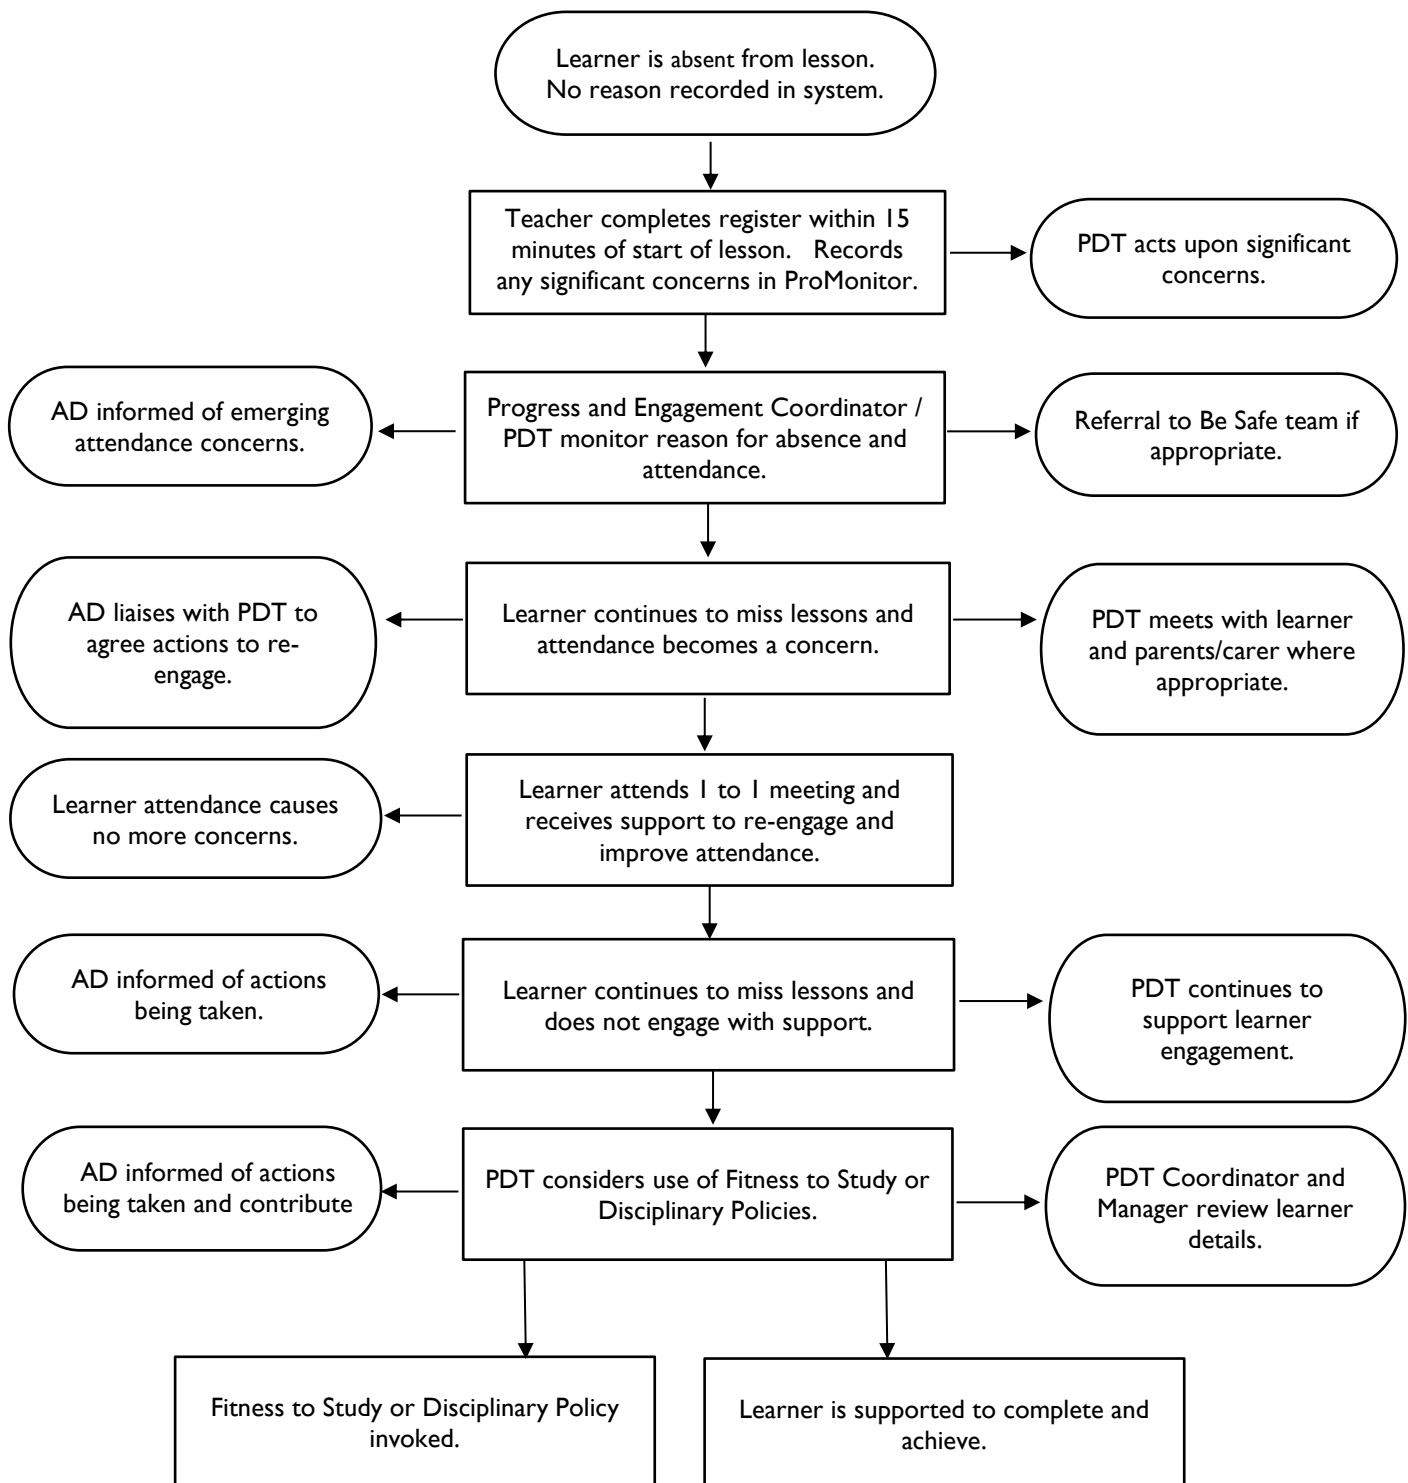 Learner is absent from lesson.
No reason recorded in system.
Teacher completes register within 15
minutes of start of lesson. Records
any significant concerns in ProMonitor.
PDT acts upon significant
concerns.
AD informed of emerging
attendance concerns.
Progress and Engagement Coordinator /
PDT monitor reason for absence and
attendance.
Referral to Be Safe team if
appropriate.
AD liaises with PDT to
agree actions to re-
engage.
Learner continues to miss lessons and
attendance becomes a concern.
PDT meets with learner
and parents/carer where
appropriate.
Learner attendance causes
no more concerns.
Learner attends 1 to 1 meeting and
receives support to re-engage and
improve attendance.
AD informed of actions
being taken.
Learner continues to miss lessons and
does not engage with support.
PDT continues to
support learner
engagement.
AD informed of actions
being taken and contribute
PDT considers use of Fitness to Study or
Disciplinary Policies.
PDT Coordinator and
Manager review learner
details.
Fitness to Study or Disciplinary Policy
invoked.
Learner is supported to complete and
achieve.